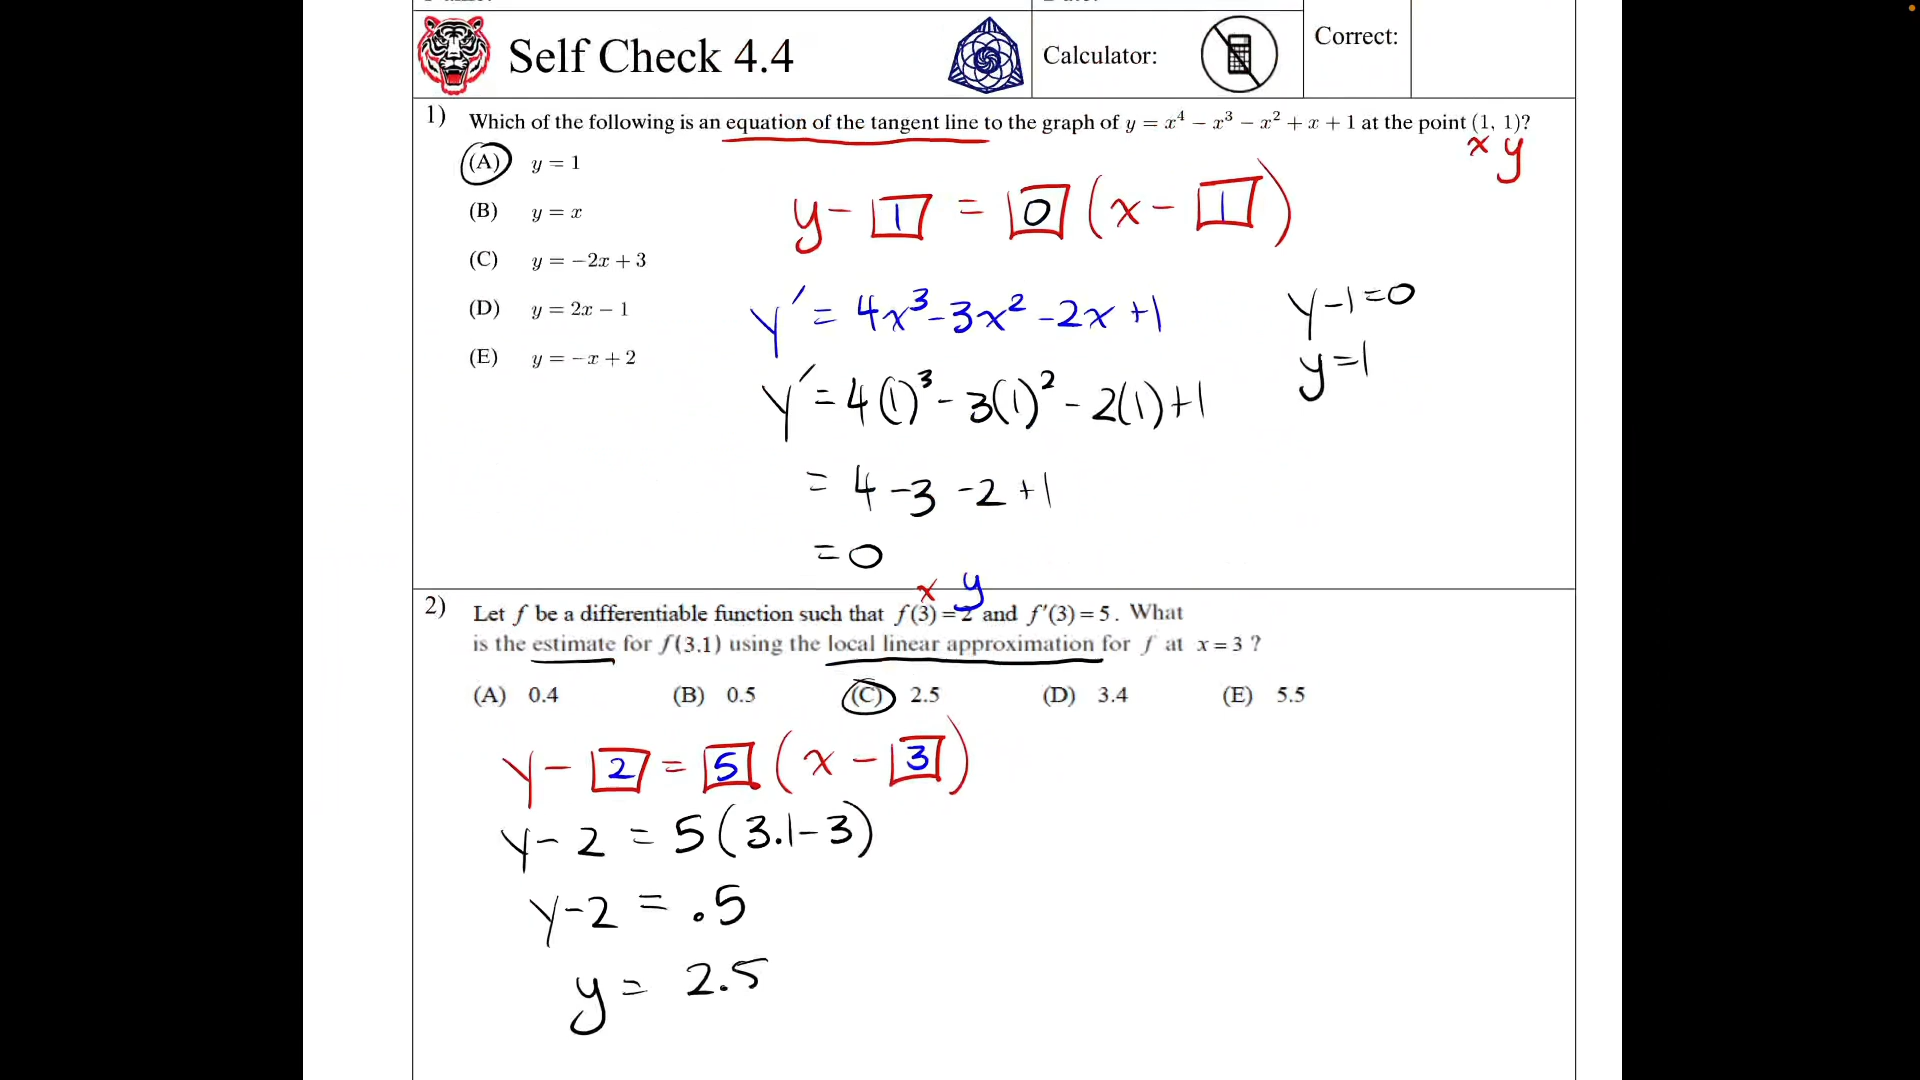 Self Check 4.4
Calculator:
Correct:
1) Which of the following is an equation of the tangent line to the graph of y = x⁴ − x³ − x² + x + 1 at the point (1, 1)?
x y
(A) y = 1
(B) y = x
(C) y = −2x + 3
(D) y = 2x − 1
(E) y = −x + 2
y − 1 = 0 (x − 1)
y′ = 4x³ − 3x² − 2x + 1
y′ = 4(1)³ − 3(1)² − 2(1) + 1
= 4 − 3 − 2 + 1
= 0
y − 1 = 0
y = 1
x y
2) Let f be a differentiable function such that f(3) = 2 and f′(3) = 5. What
is the estimate for f(3.1) using the local linear approximation for f at x = 3 ?
(A) 0.4 (B) 0.5 (C) 2.5 (D) 3.4 (E) 5.5
y − 2 = 5 (x − 3)
y − 2 = 5(3.1 − 3)
y − 2 = .5
y = 2.5